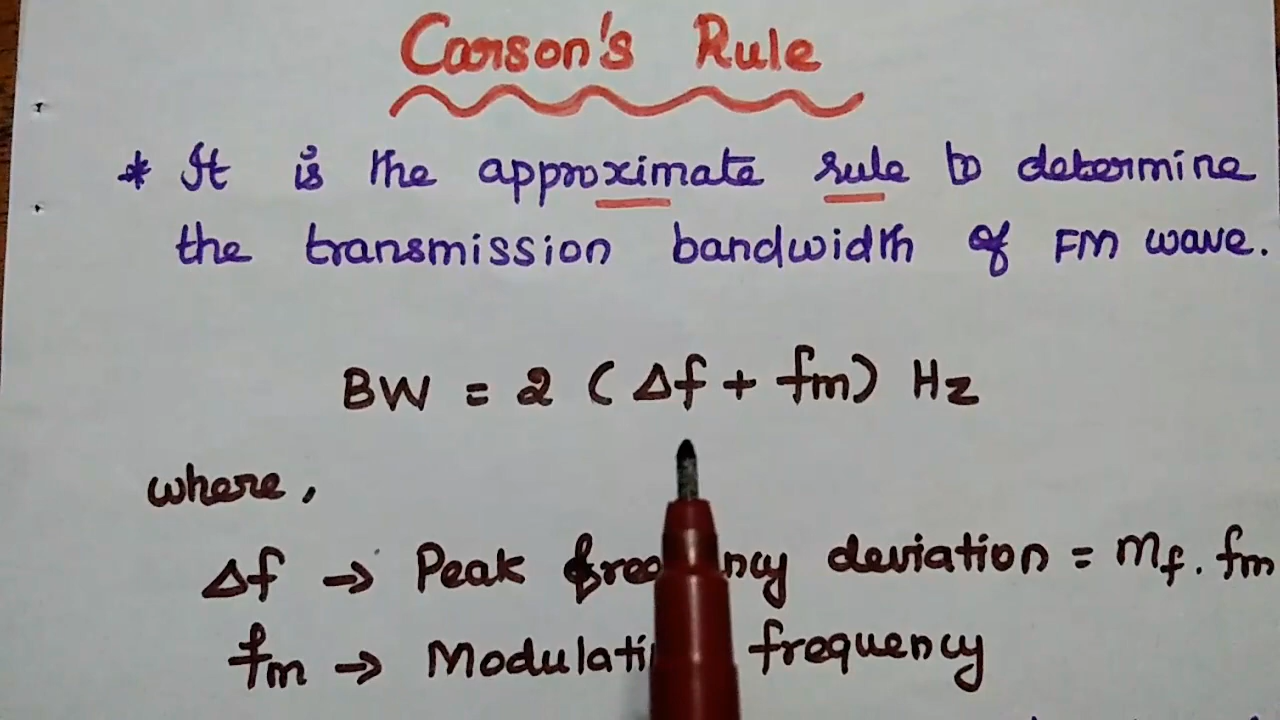 Carson's Rule
* It is the approximate rule to determine
the transmission bandwidth of FM wave.
BW = 2 (Δf + fm) Hz
where,
Δf → Peak deviation = mf. fm
fm → frequency